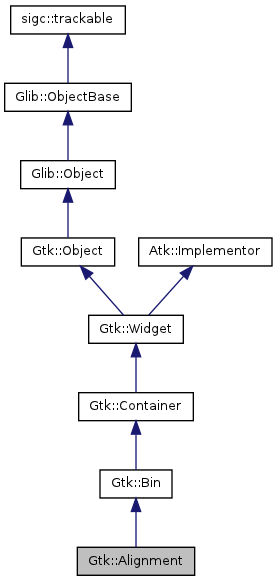 sigc::trackable
Glib::ObjectBase
Glib::Object
Gtk::Object
Atk::Implementor
Gtk::Widget
Gtk::Container
Gtk::Bin
Gtk::Alignment